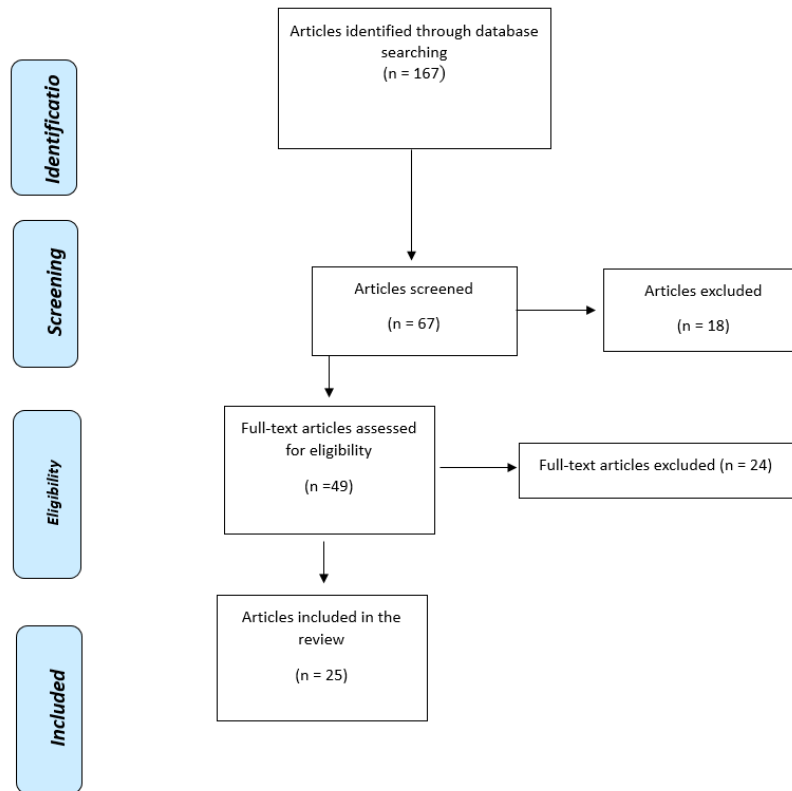 Articles identified through database
searching
(n = 167)
Identificatio
Screening
Articles screened
(n = 67)
Articles excluded
(n = 18)
Eligibility
Full-text articles assessed
for eligibility
(n =49)
Full-text articles excluded (n = 24)
Included
Articles included in the
review
(n = 25)